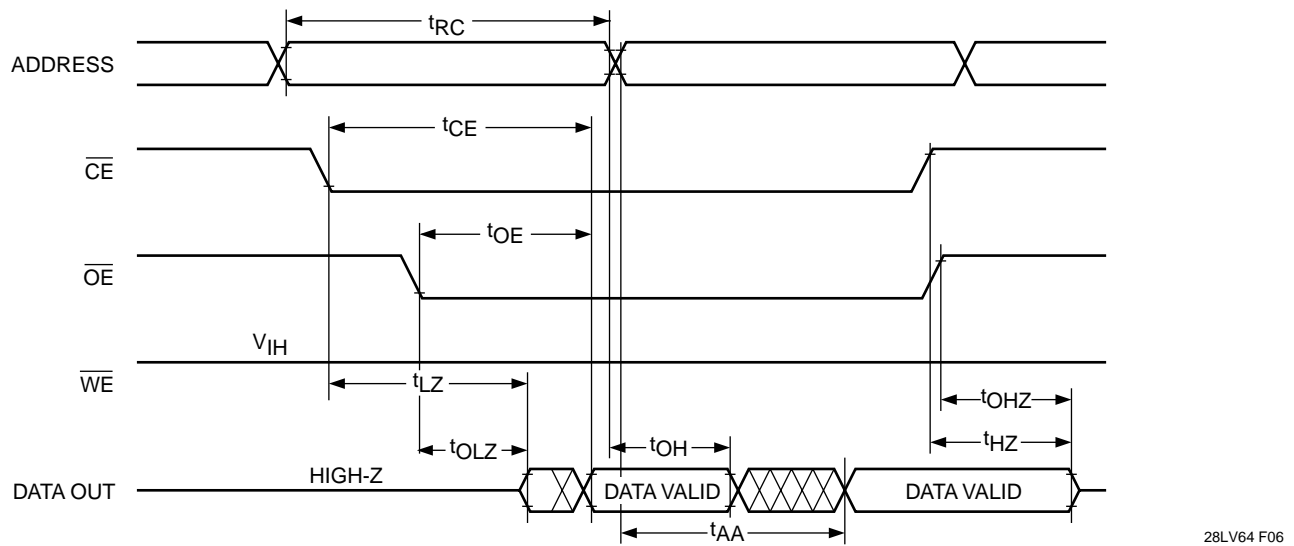 tRC
ADDRESS
tCE
CE
tOE
OE
VIH
WE
tLZ
tOHZ
tOLZ
tOH
tHZ
HIGH-Z
DATA OUT
DATA VALID
DATA VALID
tAA
28LV64 F06